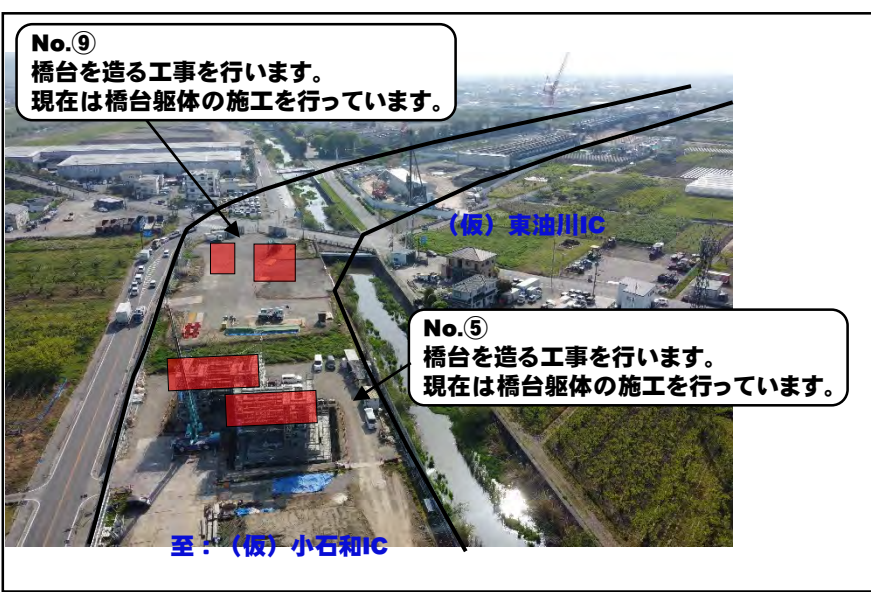 No.⑨
橋台を造る工事を行います。
現在は橋台躯体の施工を行っています。
（仮）東油川IC
No.⑤
橋台を造る工事を行います。
現在は橋台躯体の施工を行っています。
至：（仮）小石和IC